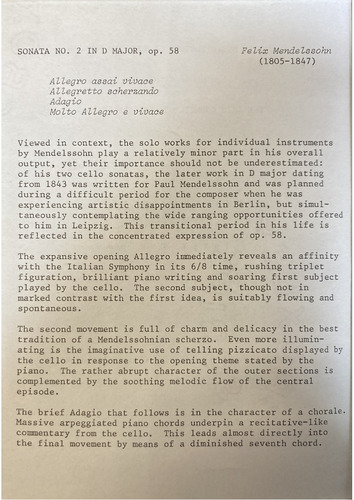 SONATA NO. 2 IN D MAJOR, op. 58 Felix Mendelssohn
(1805-1847)
Allegro assai vivace
Allegretto scherzando
Adagio
Molto Allegro e vivace
Viewed in context, the solo works for individual instruments
by Mendelssohn play a relatively minor part in his overall
output, yet their importance should not be underestimated:
of his two cello sonatas, the later work in D major dating
from 1843 was written for Paul Mendelssohn and was planned
during a difficult period for the composer when he was
experiencing artistic disappointments in Berlin, but simul-
taneously contemplating the wide ranging opportunities offered
to him in Leipzig. This transitional period in his life is
reflected in the concentrated expression of op. 58.
The expansive opening Allegro immediately reveals an affinity
with the Italian Symphony in its 6/8 time, rushing triplet
figuration, brilliant piano writing and soaring first subject
played by the cello. The second subject, though not in
marked contrast with the first idea, is suitably flowing and
spontaneous.
The second movement is full of charm and delicacy in the best
tradition of a Mendelssohnian scherzo. Even more illumin-
ating is the imaginative use of telling pizzicato displayed by
the cello in response to the opening theme stated by the
piano. The rather abrupt character of the outer sections is
complemented by the soothing melodic flow of the central
episode.
The brief Adagio that follows is in the character of a chorale.
Massive arpeggiated piano chords underpin a recitative-like
commentary from the cello. This leads almost directly into
the final movement by means of a diminished seventh chord.